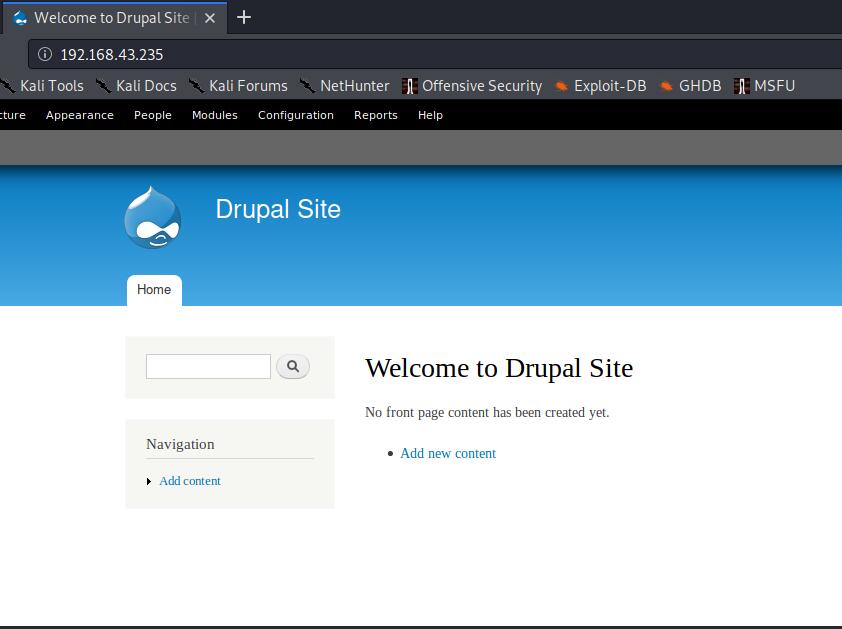 Welcome to Drupal Site |
192.168.43.235
Kali Tools Kali Docs Kali Forums NetHunter Offensive Security Exploit-DB GHDB MSFU
cture Appearance People Modules Configuration Reports Help
Drupal Site
Home
Welcome to Drupal Site
No front page content has been created yet.
Add new content
Navigation
Add content